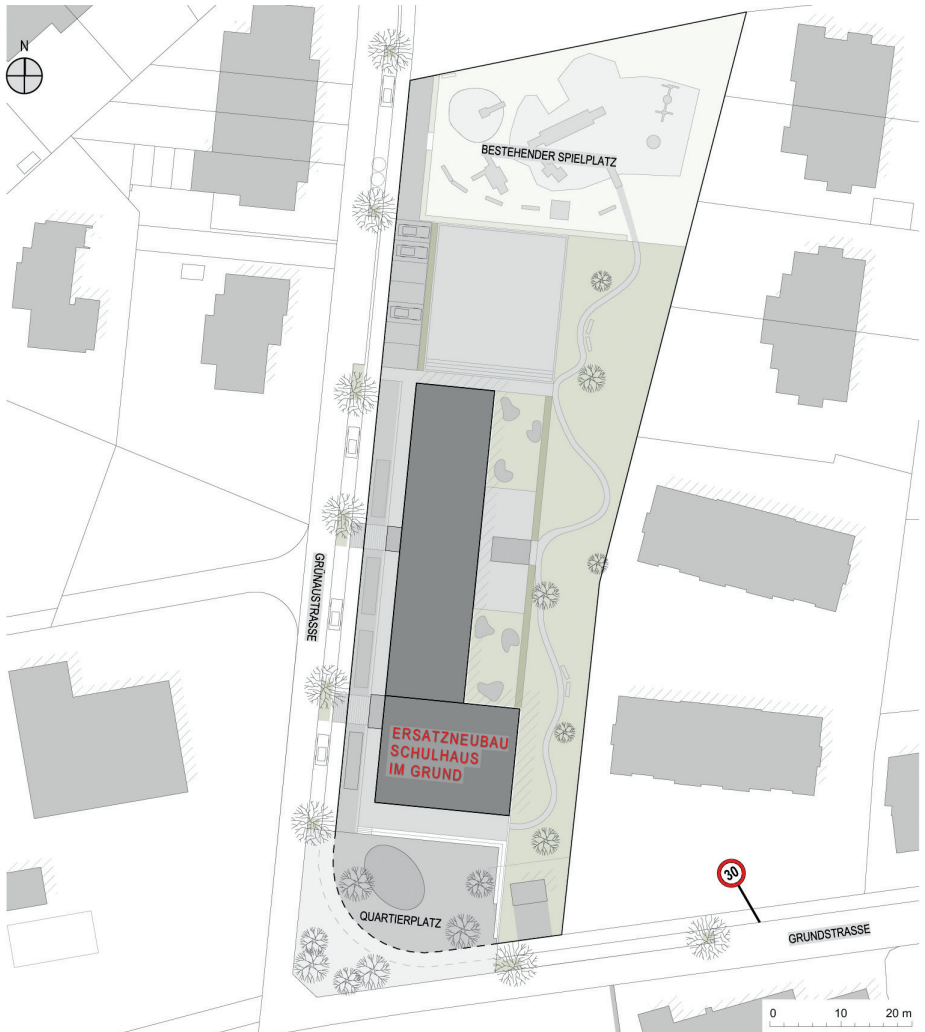 N
BESTEHENDER SPIELPLATZ
GRÜNAUSTRASSE
ERSATZNEUBAU
SCHULHAUS
IM GRUND
30
QUARTIERPLATZ
GRUNDSTRASSE
0 10 20 m